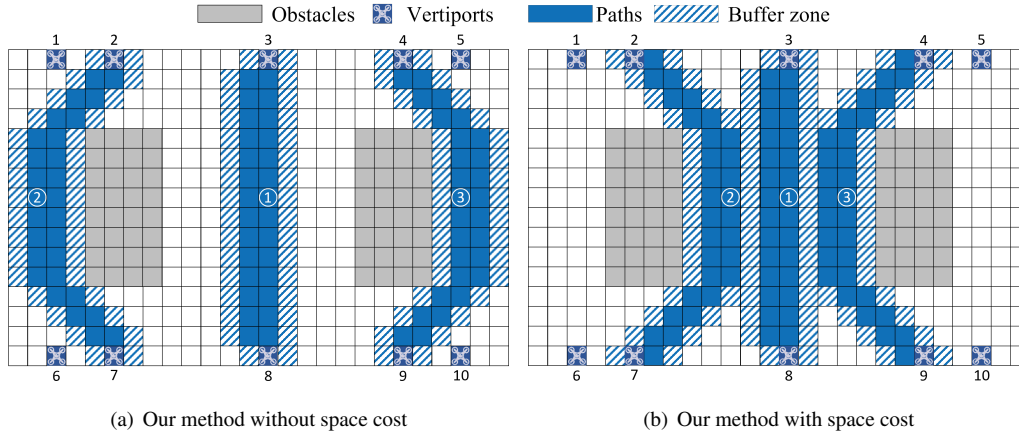 Obstacles Vertiports Paths Buffer zone
1 2 3 4 5 1 2 3 4 5
② ① ③ ② ① ③
6 7 8 9 10 6 7 8 9 10
(a) Our method without space cost (b) Our method with space cost